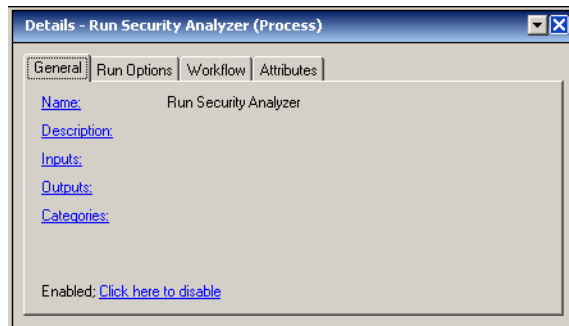 Details - Run Security Analyzer (Process)
General Run Options Workflow Attributes
Name: Run Security Analyzer
Description:
Inputs:
Outputs:
Categories:
Enabled; Click here to disable